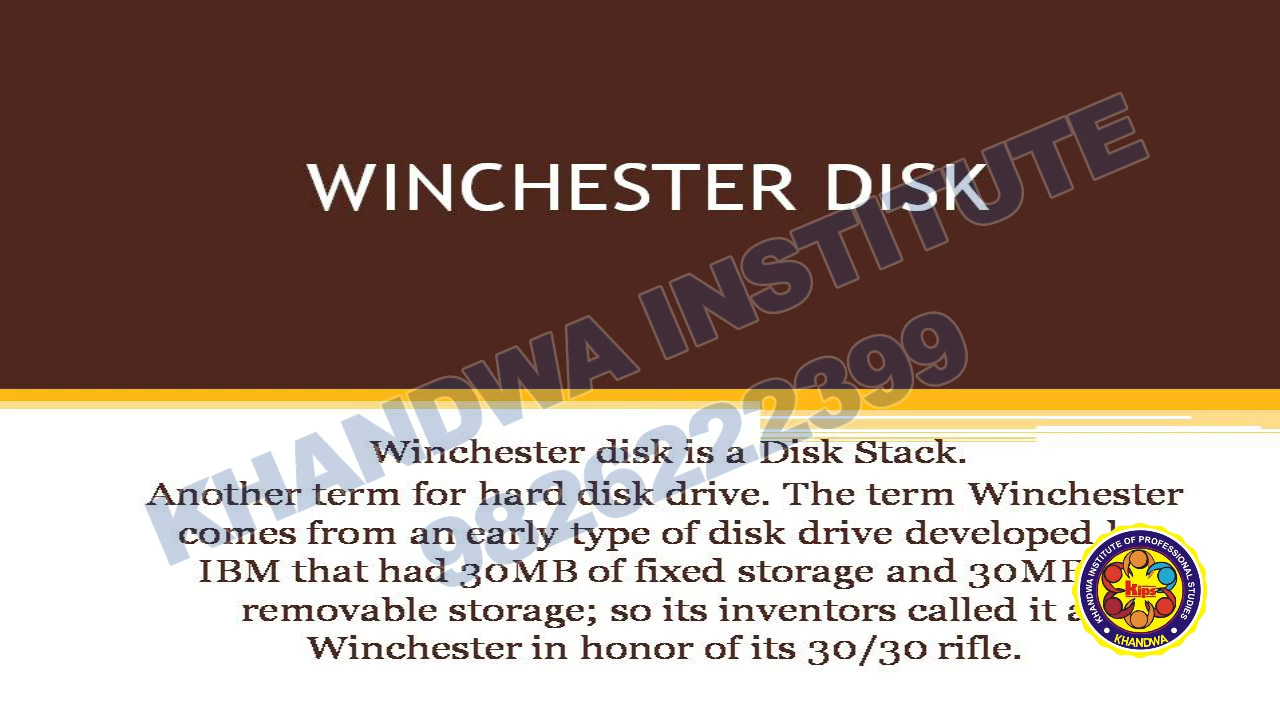 WINCHESTER DISK
KHANDWA INSTITUTE
9826222399
Winchester disk is a Disk Stack.
Another term for hard disk drive. The term Winchester
comes from an early type of disk drive developed
IBM that had 30MB of fixed storage and 30MB
removable storage; so its inventors called it a
Winchester in honor of its 30/30 rifle.
KHANDWA INSTITUTE OF PROFESSIONAL STUDIES
Kips
KHANDWA